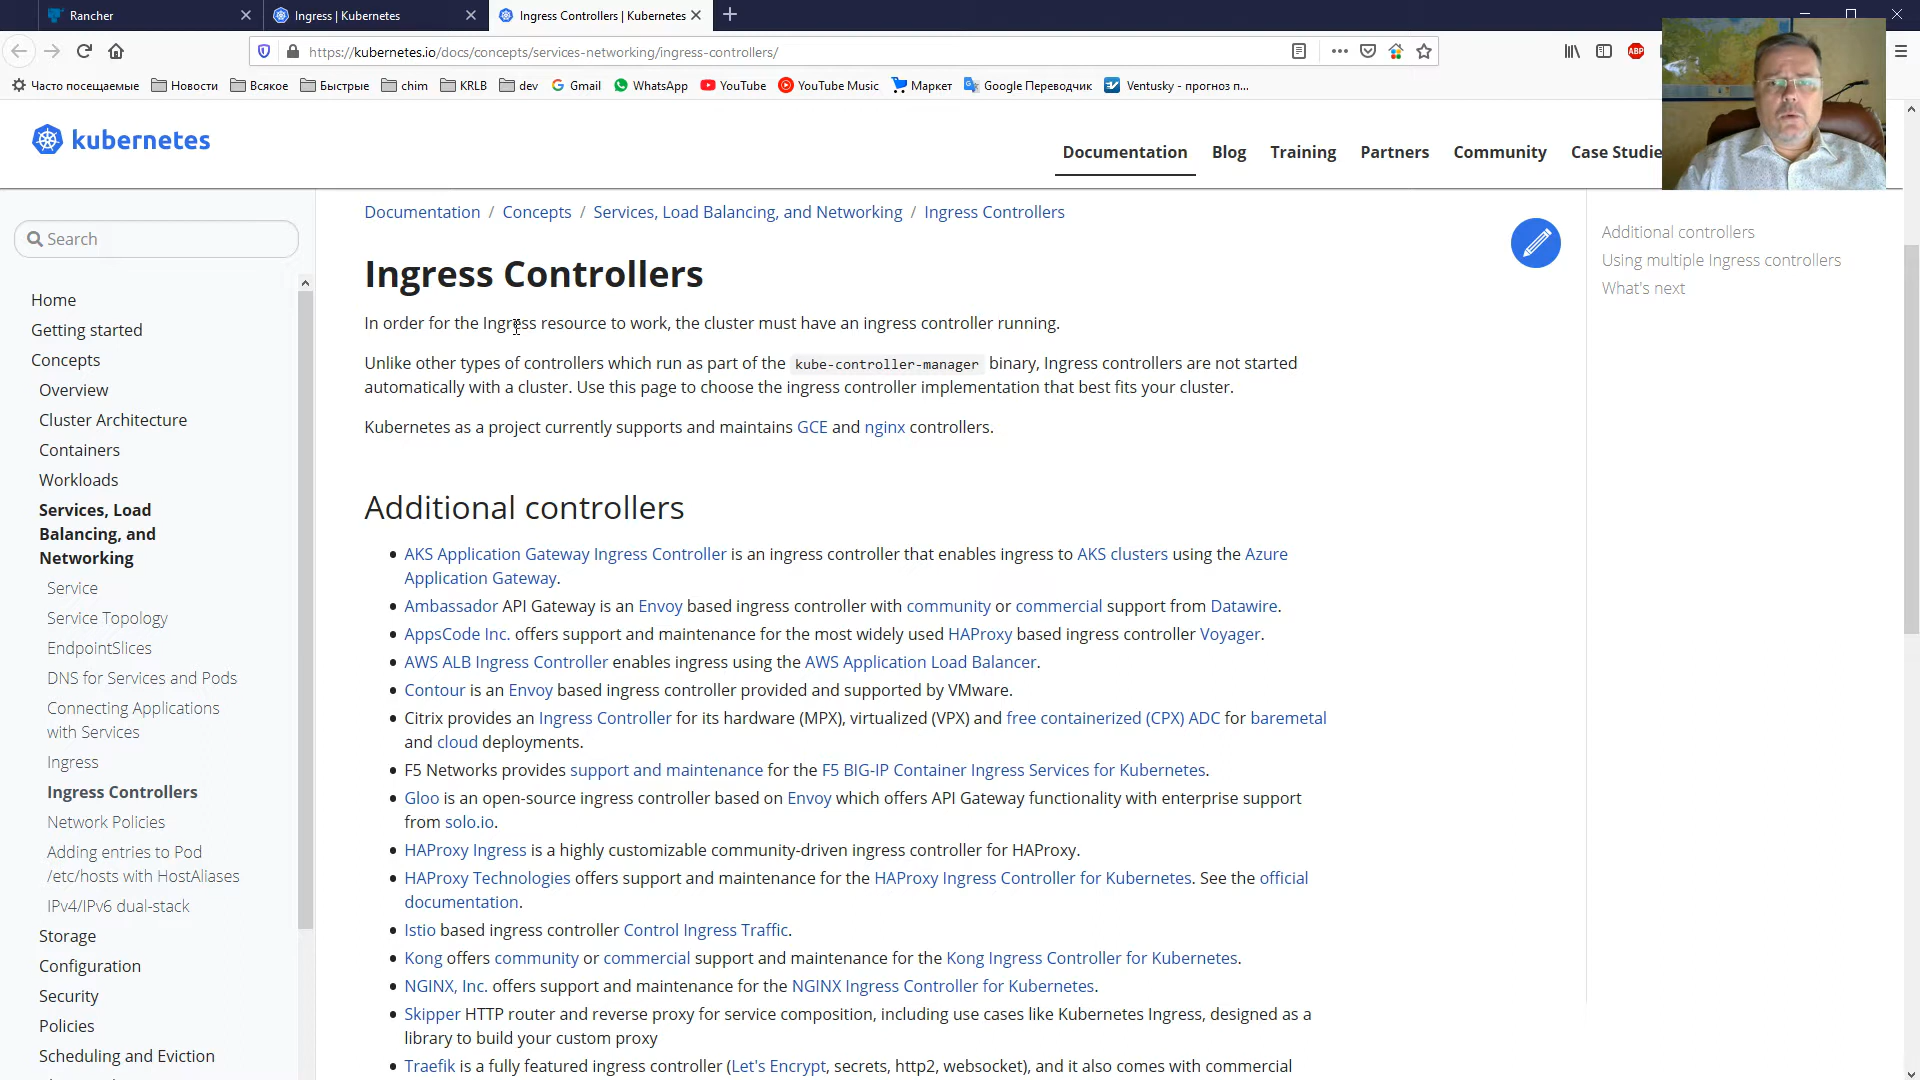 Rancher
Ingress | Kubernetes
Ingress Controllers | Kubernetes
https://kubernetes.io/docs/concepts/services-networking/ingress-controllers/
ABP
Часто посещаемые
Новости
Всякое
Быстрые
chim
KRLB
dev
Gmail
WhatsApp
YouTube
YouTube Music
Маркет
Google Переводчик
Ventusky - прогноз п...
kubernetes
Documentation
Blog
Training
Partners
Community
Case Studie
Search
Home
Getting started
Concepts
Overview
Cluster Architecture
Containers
Workloads
Services, Load
Balancing, and
Networking
Service
Service Topology
EndpointSlices
DNS for Services and Pods
Connecting Applications
with Services
Ingress
Ingress Controllers
Network Policies
Adding entries to Pod
/etc/hosts with HostAliases
IPv4/IPv6 dual-stack
Storage
Configuration
Security
Policies
Scheduling and Eviction
Documentation / Concepts / Services, Load Balancing, and Networking / Ingress Controllers
Ingress Controllers
In order for the Ingress resource to work, the cluster must have an ingress controller running.
Unlike other types of controllers which run as part of the kube-controller-manager binary, Ingress controllers are not started
automatically with a cluster. Use this page to choose the ingress controller implementation that best fits your cluster.
Kubernetes as a project currently supports and maintains GCE and nginx controllers.
Additional controllers
• AKS Application Gateway Ingress Controller is an ingress controller that enables ingress to AKS clusters using the Azure
Application Gateway.
• Ambassador API Gateway is an Envoy based ingress controller with community or commercial support from Datawire.
• AppsCode Inc. offers support and maintenance for the most widely used HAProxy based ingress controller Voyager.
• AWS ALB Ingress Controller enables ingress using the AWS Application Load Balancer.
• Contour is an Envoy based ingress controller provided and supported by VMware.
• Citrix provides an Ingress Controller for its hardware (MPX), virtualized (VPX) and free containerized (CPX) ADC for baremetal
and cloud deployments.
• F5 Networks provides support and maintenance for the F5 BIG-IP Container Ingress Services for Kubernetes.
• Gloo is an open-source ingress controller based on Envoy which offers API Gateway functionality with enterprise support
from solo.io.
• HAProxy Ingress is a highly customizable community-driven ingress controller for HAProxy.
• HAProxy Technologies offers support and maintenance for the HAProxy Ingress Controller for Kubernetes. See the official
documentation.
• Istio based ingress controller Control Ingress Traffic.
• Kong offers community or commercial support and maintenance for the Kong Ingress Controller for Kubernetes.
• NGINX, Inc. offers support and maintenance for the NGINX Ingress Controller for Kubernetes.
• Skipper HTTP router and reverse proxy for service composition, including use cases like Kubernetes Ingress, designed as a
library to build your custom proxy
• Traefik is a fully featured ingress controller (Let's Encrypt, secrets, http2, websocket), and it also comes with commercial
Additional controllers
Using multiple Ingress controllers
What's next